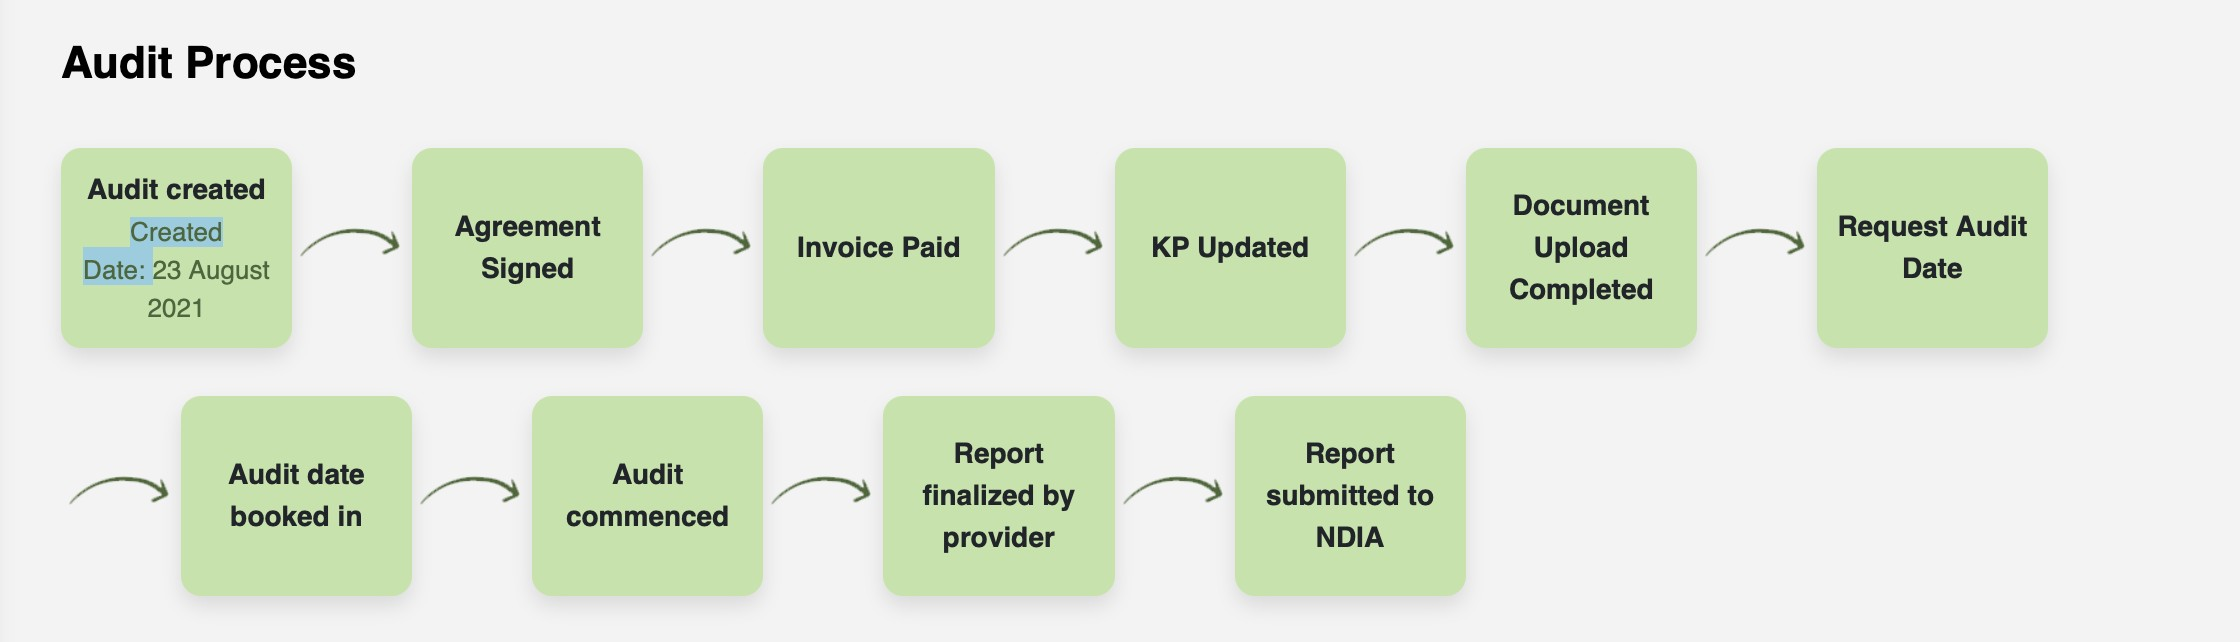 Audit Process
Audit created
Created
Date: 23 August
2021
Agreement
Signed
Invoice Paid
KP Updated
Document
Upload
Completed
Request Audit
Date
Audit date
booked in
Audit
commenced
Report
finalized by
provider
Report
submitted to
NDIA